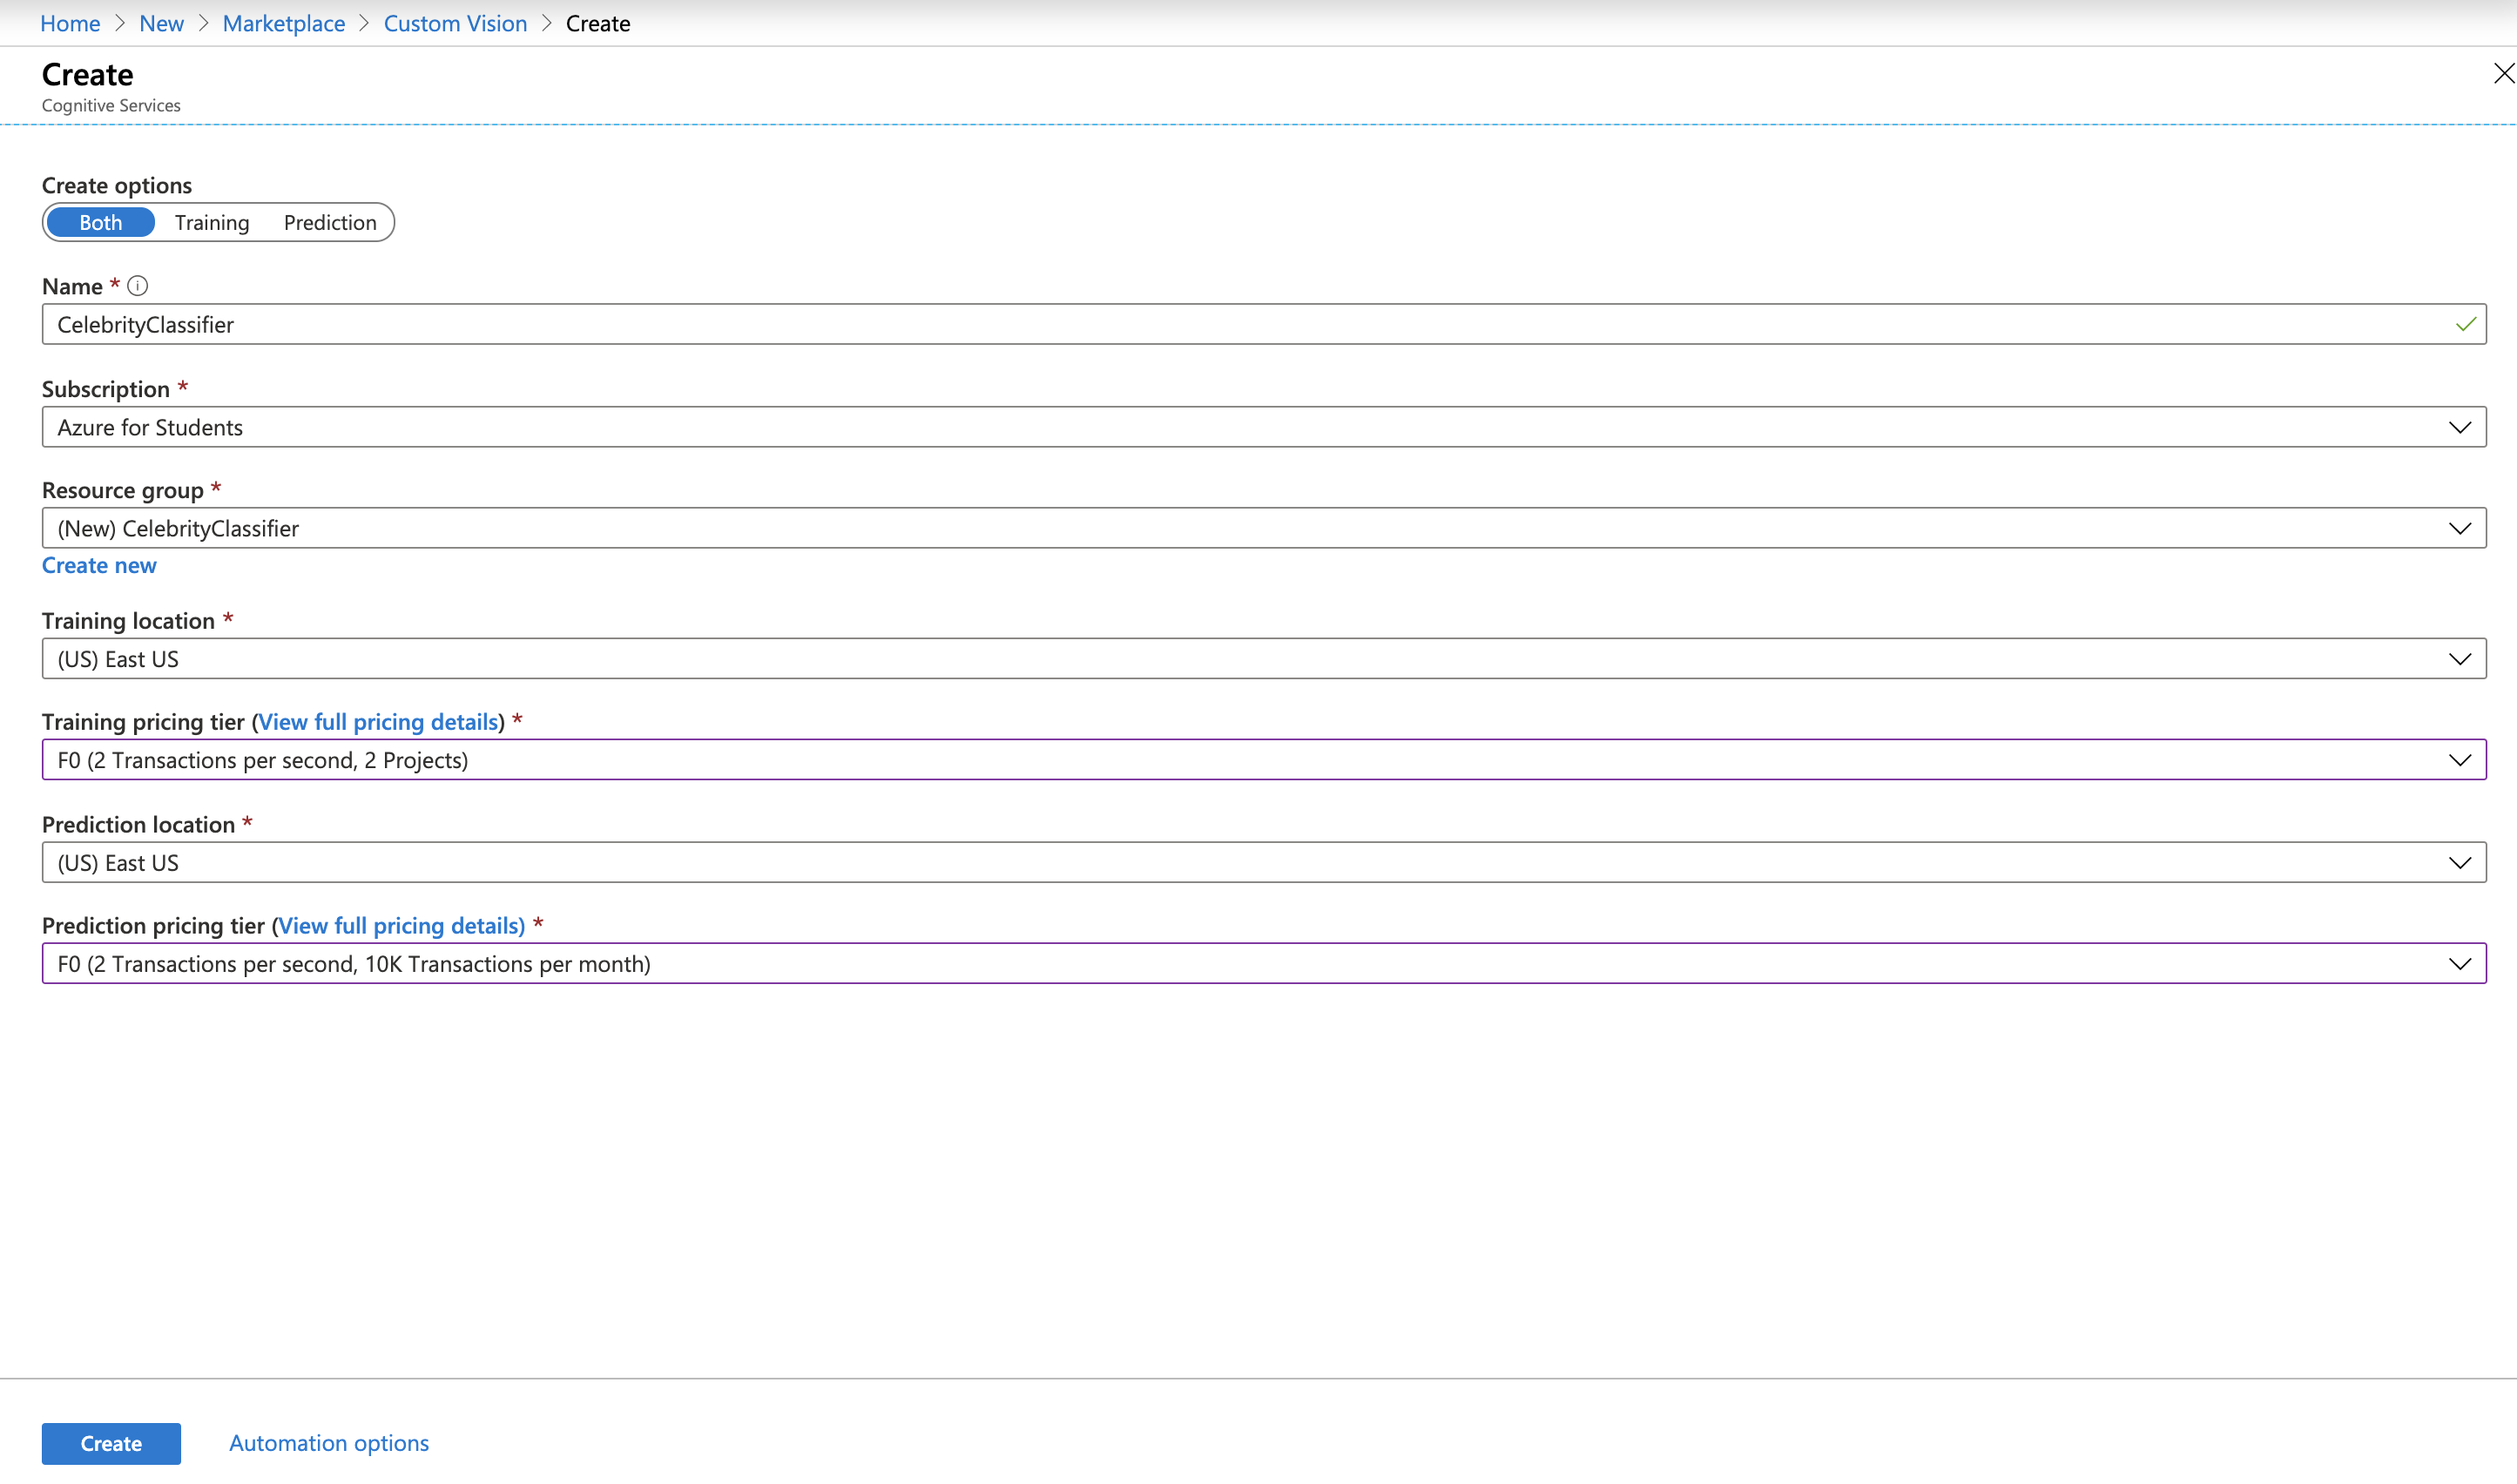 Home > New > Marketplace > Custom Vision > Create
Create
Cognitive Services
Create options
Both Training Prediction
Name *
CelebrityClassifier
Subscription *
Azure for Students
Resource group *
(New) CelebrityClassifier
Create new
Training location *
(US) East US
Training pricing tier (View full pricing details) *
F0 (2 Transactions per second, 2 Projects)
Prediction location *
(US) East US
Prediction pricing tier (View full pricing details) *
F0 (2 Transactions per second, 10K Transactions per month)
Create Automation options